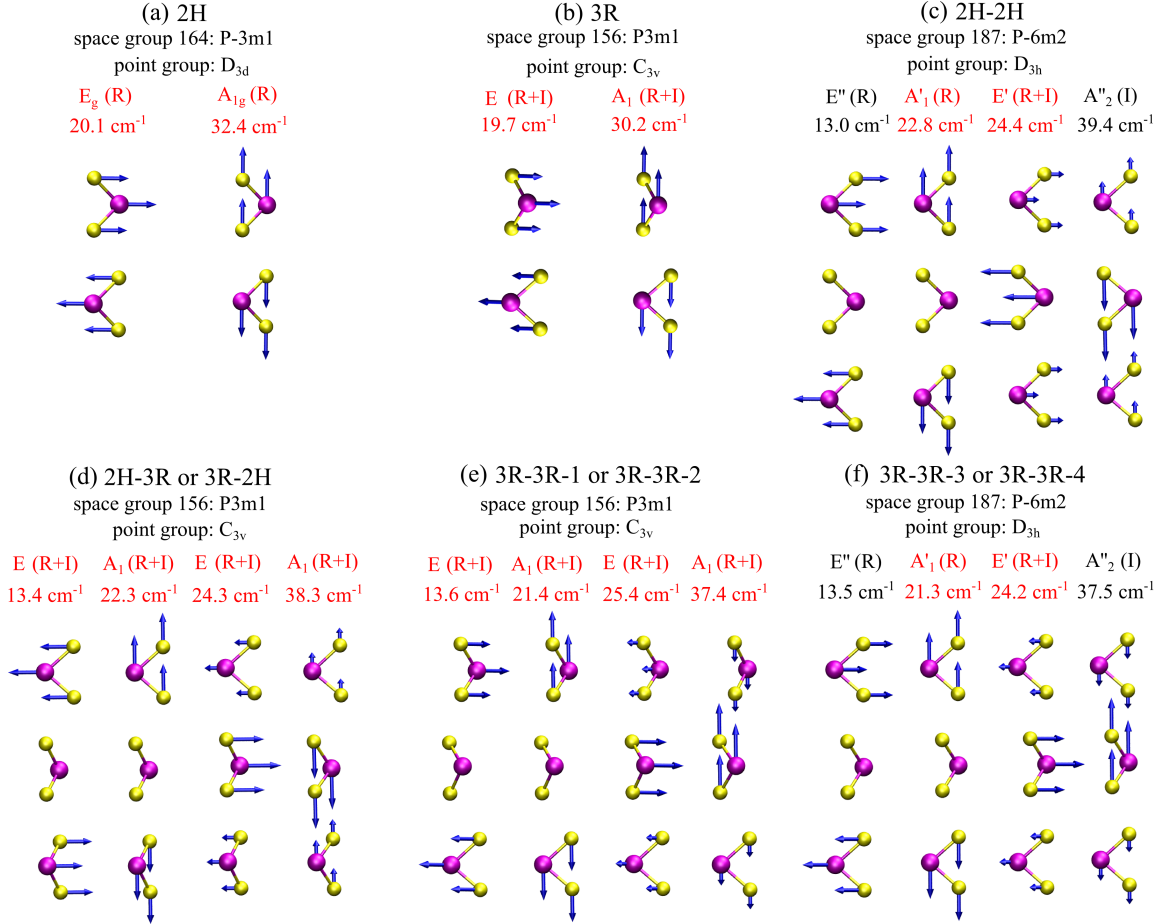 (a) 2H
space group 164: P-3m1
point group: D3d
Eg (R) A1g (R)
20.1 cm-1 32.4 cm-1
(b) 3R
space group 156: P3m1
point group: C3v
E (R+I) A1 (R+I)
19.7 cm-1 30.2 cm-1
(c) 2H-2H
space group 187: P-6m2
point group: D3h
E" (R) A'1 (R) E' (R+I) A"2 (I)
13.0 cm-1 22.8 cm-1 24.4 cm-1 39.4 cm-1
(d) 2H-3R or 3R-2H
space group 156: P3m1
point group: C3v
E (R+I) A1 (R+I) E (R+I) A1 (R+I)
13.4 cm-1 22.3 cm-1 24.3 cm-1 38.3 cm-1
(e) 3R-3R-1 or 3R-3R-2
space group 156: P3m1
point group: C3v
E (R+I) A1 (R+I) E (R+I) A1 (R+I)
13.6 cm-1 21.4 cm-1 25.4 cm-1 37.4 cm-1
(f) 3R-3R-3 or 3R-3R-4
space group 187: P-6m2
point group: D3h
E" (R) A'1 (R) E' (R+I) A"2 (I)
13.5 cm-1 21.3 cm-1 24.2 cm-1 37.5 cm-1